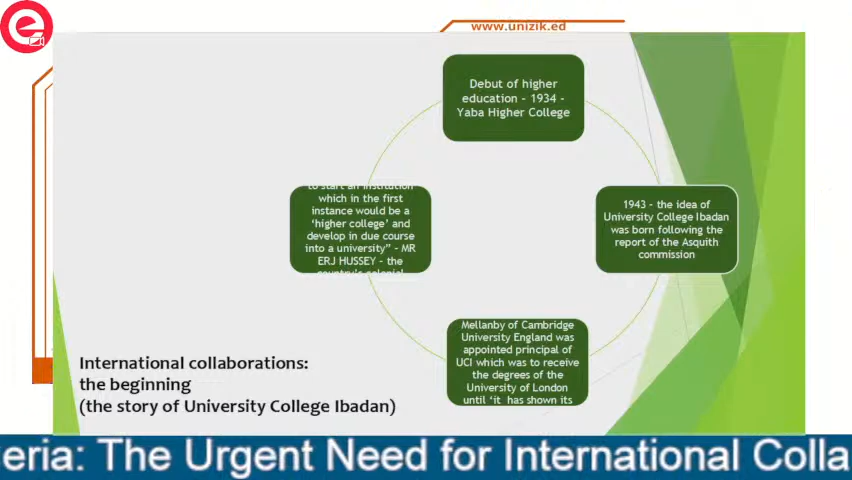 www.unizik.ed
Debut of higher
education - 1934 -
Yaba Higher College
to start an institution
which in the first
instance would be a
‘higher college’ and
develop in due course
into a university” - MR
ERJ HUSSEY - the
country's colonial
1943 - the idea of
University College Ibadan
was born following the
report of the Asquith
commission
Mellanby of Cambridge
University England was
appointed principal of
UCI which was to receive
the degrees of the
University of London
until ‘it has shown its
International collaborations:
the beginning
(the story of University College Ibadan)
eria: The Urgent Need for International Colla